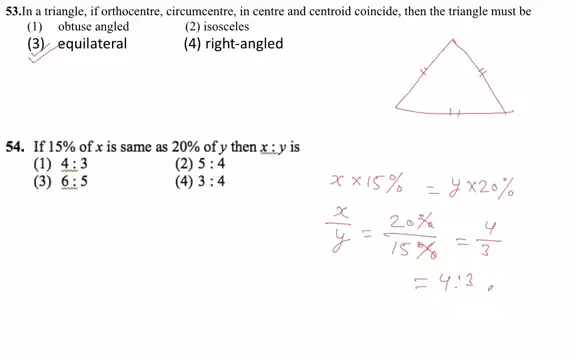 53.In a triangle, if orthocentre, circumcentre, in centre and centroid coincide, then the triangle must be
(1) obtuse angled (2) isosceles
(3) equilateral (4) right-angled
54. If 15% of x is same as 20% of y then x : y is
(1) 4 : 3 (2) 5 : 4
(3) 6 : 5 (4) 3 : 4
x × 15% = y × 20%
x/y = 20%/15% = 4/3
= 4:3.